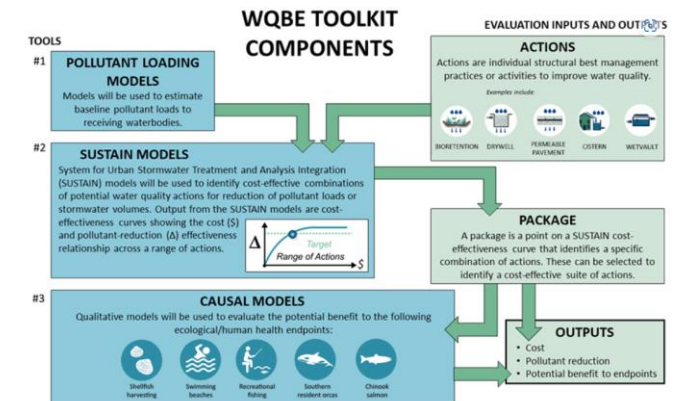 WQBE TOOLKIT
COMPONENTS
EVALUATION INPUTS AND OUTPUTS
TOOLS
#1
POLLUTANT LOADING
MODELS
Models will be used to estimate
baseline pollutant loads to
receiving waterbodies.
ACTIONS
Actions are individual structural best management
practices or activities to improve water quality.
Examples include:
BIORETENTION
DRYWELL
PERMEABLE
PAVEMENT
CISTERN
WETVAULT
#2
SUSTAIN MODELS
System for Urban Stormwater Treatment and Analysis Integration
(SUSTAIN) models will be used to identify cost-effective combinations
of potential water quality actions for reduction of pollutant loads or
stormwater volumes. Output from the SUSTAIN models are cost-
effectiveness curves showing the cost ($)
and pollutant-reduction (Δ) effectiveness
relationship across a range of actions.
Δ
Target
Range of Actions
$
PACKAGE
A package is a point on a SUSTAIN cost-
effectiveness curve that identifies a specific
combination of actions. These can be selected to
identify a cost-effective suite of actions.
#3
CAUSAL MODELS
Qualitative models will be used to evaluate the potential benefit to the following
ecological/human health endpoints:
Shellfish
harvesting
Swimming
beaches
Recreational
fishing
Southern
resident orcas
Chinook
salmon
OUTPUTS
• Cost
• Pollutant reduction
• Potential benefit to endpoints